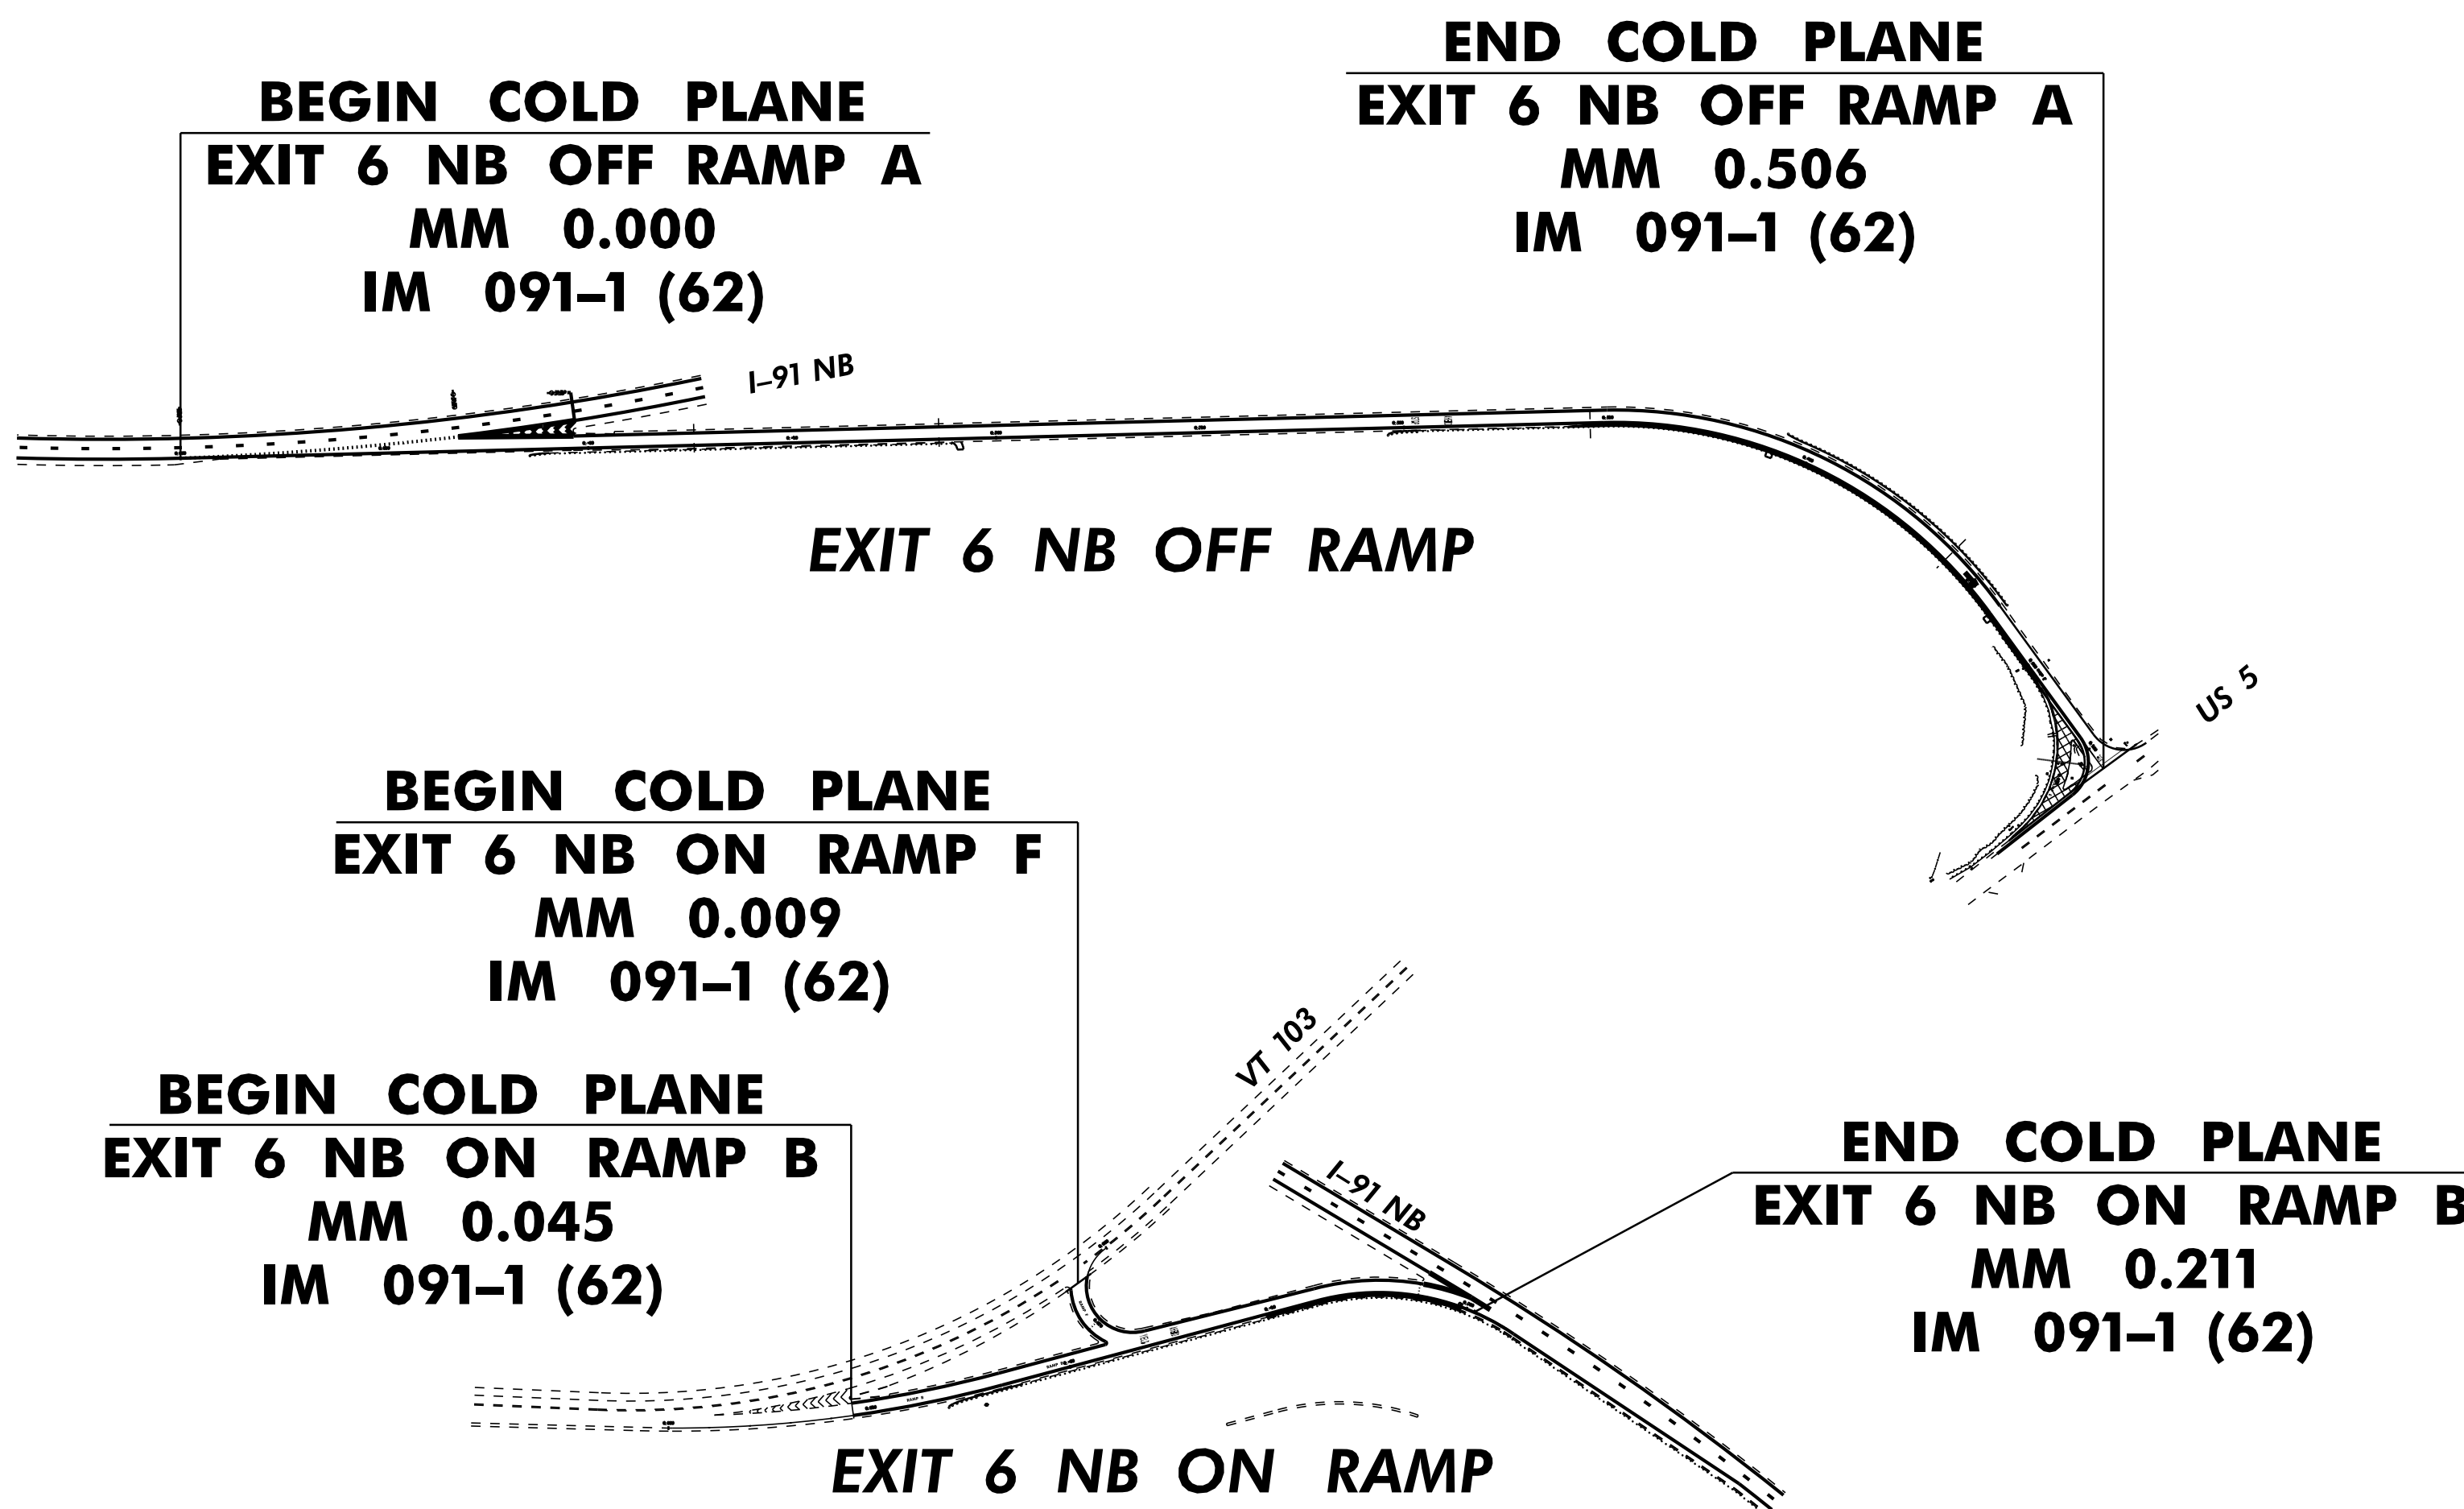 END COLD PLANE
EXIT 6 NB OFF RAMP A
MM 0.506
IM 091–1 (62)
BEGIN COLD PLANE
EXIT 6 NB OFF RAMP A
MM 0.000
IM 091–1 (62)
I–91 NB
EXIT 6 NB OFF RAMP
US 5
BEGIN COLD PLANE
EXIT 6 NB ON RAMP F
MM 0.009
IM 091–1 (62)
VT 103
BEGIN COLD PLANE
EXIT 6 NB ON RAMP B
MM 0.045
IM 091–1 (62)
I–91 NB
END COLD PLANE
EXIT 6 NB ON RAMP B
MM 0.211
IM 091–1 (62)
EXIT 6 NB ON RAMP